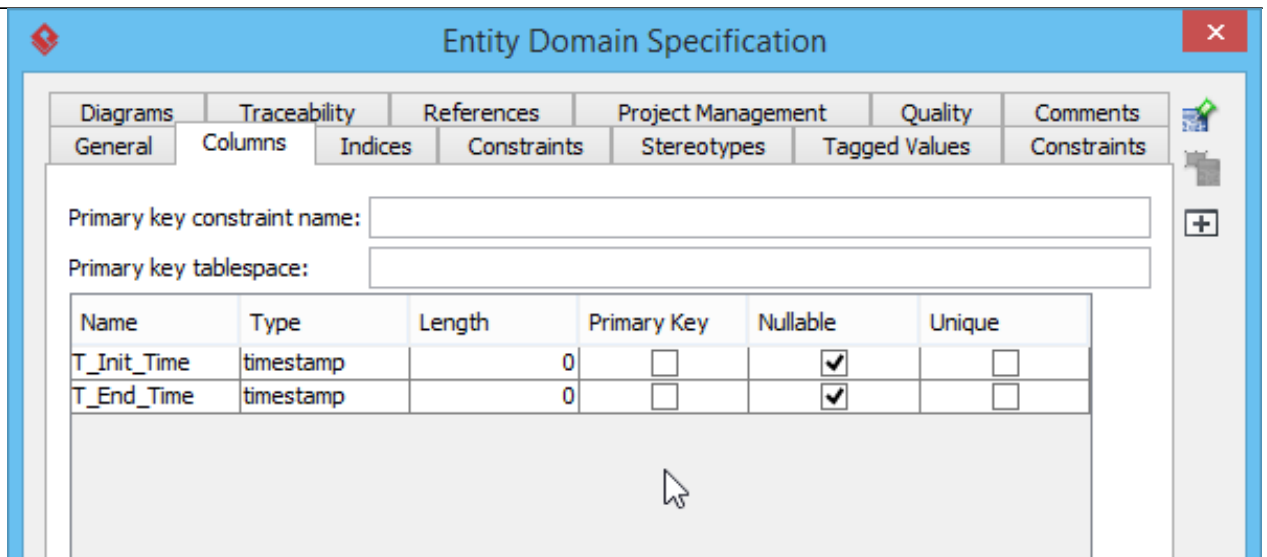 Entity Domain Specification
Diagrams Traceability References Project Management Quality Comments
General Columns Indices Constraints Stereotypes Tagged Values Constraints
Primary key constraint name:
Primary key tablespace:
Name Type Length Primary Key Nullable Unique
T_Init_Time timestamp 0
T_End_Time timestamp 0